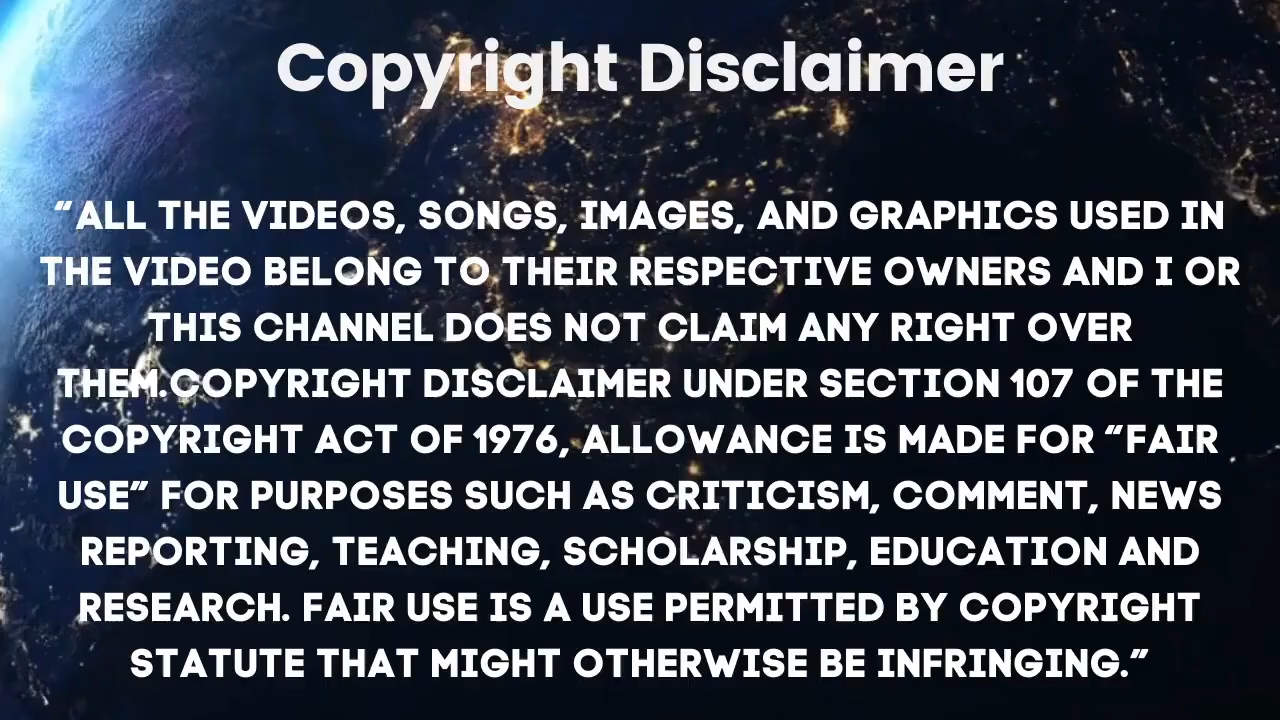 Copyright Disclaimer
“ALL THE VIDEOS, SONGS, IMAGES, AND GRAPHICS USED IN
THE VIDEO BELONG TO THEIR RESPECTIVE OWNERS AND I OR
THIS CHANNEL DOES NOT CLAIM ANY RIGHT OVER
THEM.COPYRIGHT DISCLAIMER UNDER SECTION 107 OF THE
COPYRIGHT ACT OF 1976, ALLOWANCE IS MADE FOR “FAIR
USE” FOR PURPOSES SUCH AS CRITICISM, COMMENT, NEWS
REPORTING, TEACHING, SCHOLARSHIP, EDUCATION AND
RESEARCH. FAIR USE IS A USE PERMITTED BY COPYRIGHT
STATUTE THAT MIGHT OTHERWISE BE INFRINGING.”